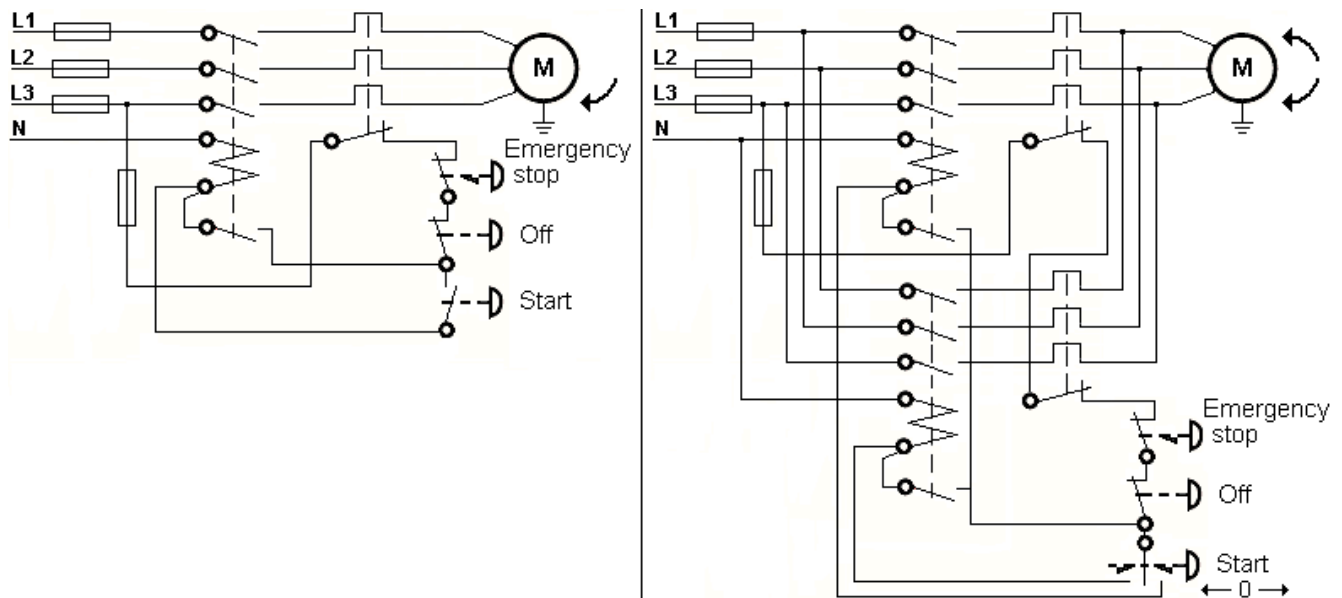 L1
L2
M
L3
N
Emergency
stop
Off
Start
L1
L2
M
L3
N
Emergency
stop
Off
Start
0